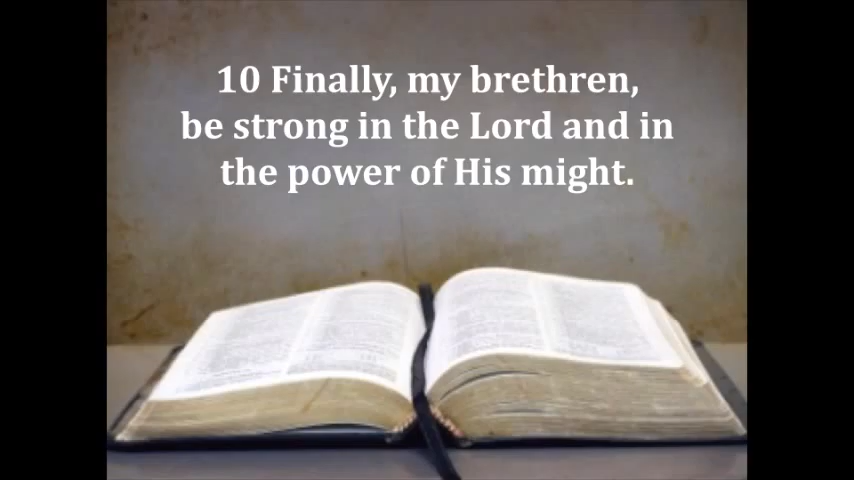 10 Finally, my brethren,
be strong in the Lord and in
the power of His might.